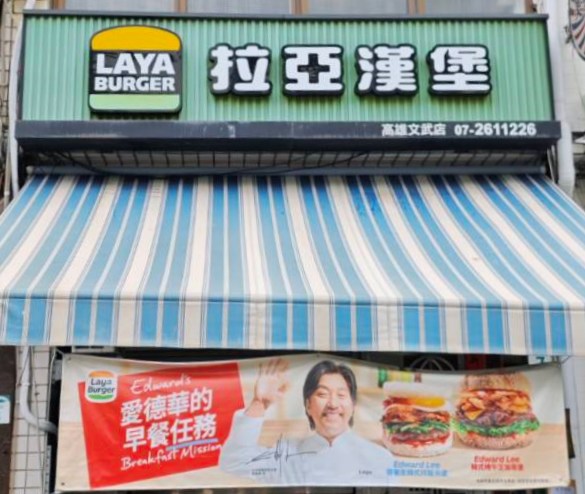 LAYA
BURGER
拉亞漢堡
高雄文武店 07-2611226
Laya
Burger
Edward's
愛德華的
早餐任務
Breakfast Mission
Edward Lee
Edward Lee